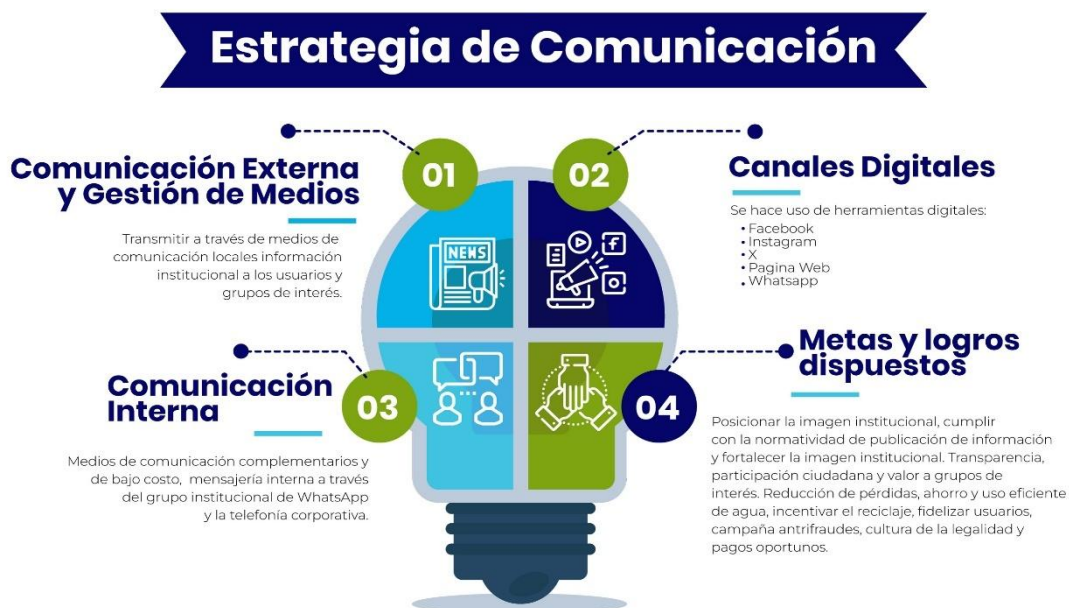 Estrategia de Comunicación
01
Comunicación Externa
y Gestión de Medios
Transmitir a través de medios de
comunicación locales información
institucional a los usuarios y
grupos de interés.
NEWS
02
Canales Digitales
Se hace uso de herramientas digitales:
• Facebook
• Instagram
• X
• Pagina Web
• Whatsapp
03
Comunicación
Interna
Medios de comunicación complementarios y
de bajo costo, mensajería interna a través
del grupo institucional de WhatsApp
y la telefonía corporativa.
04
Metas y logros
dispuestos
Posicionar la imagen institucional, cumplir
con la normatividad de publicación de información
y fortalecer la imagen institucional. Transparencia,
participación ciudadana y valor a grupos de
interés. Reducción de pérdidas, ahorro y uso eficiente
de agua, incentivar el reciclaje, fidelizar usuarios,
campaña antifraudes, cultura de la legalidad y
pagos oportunos.